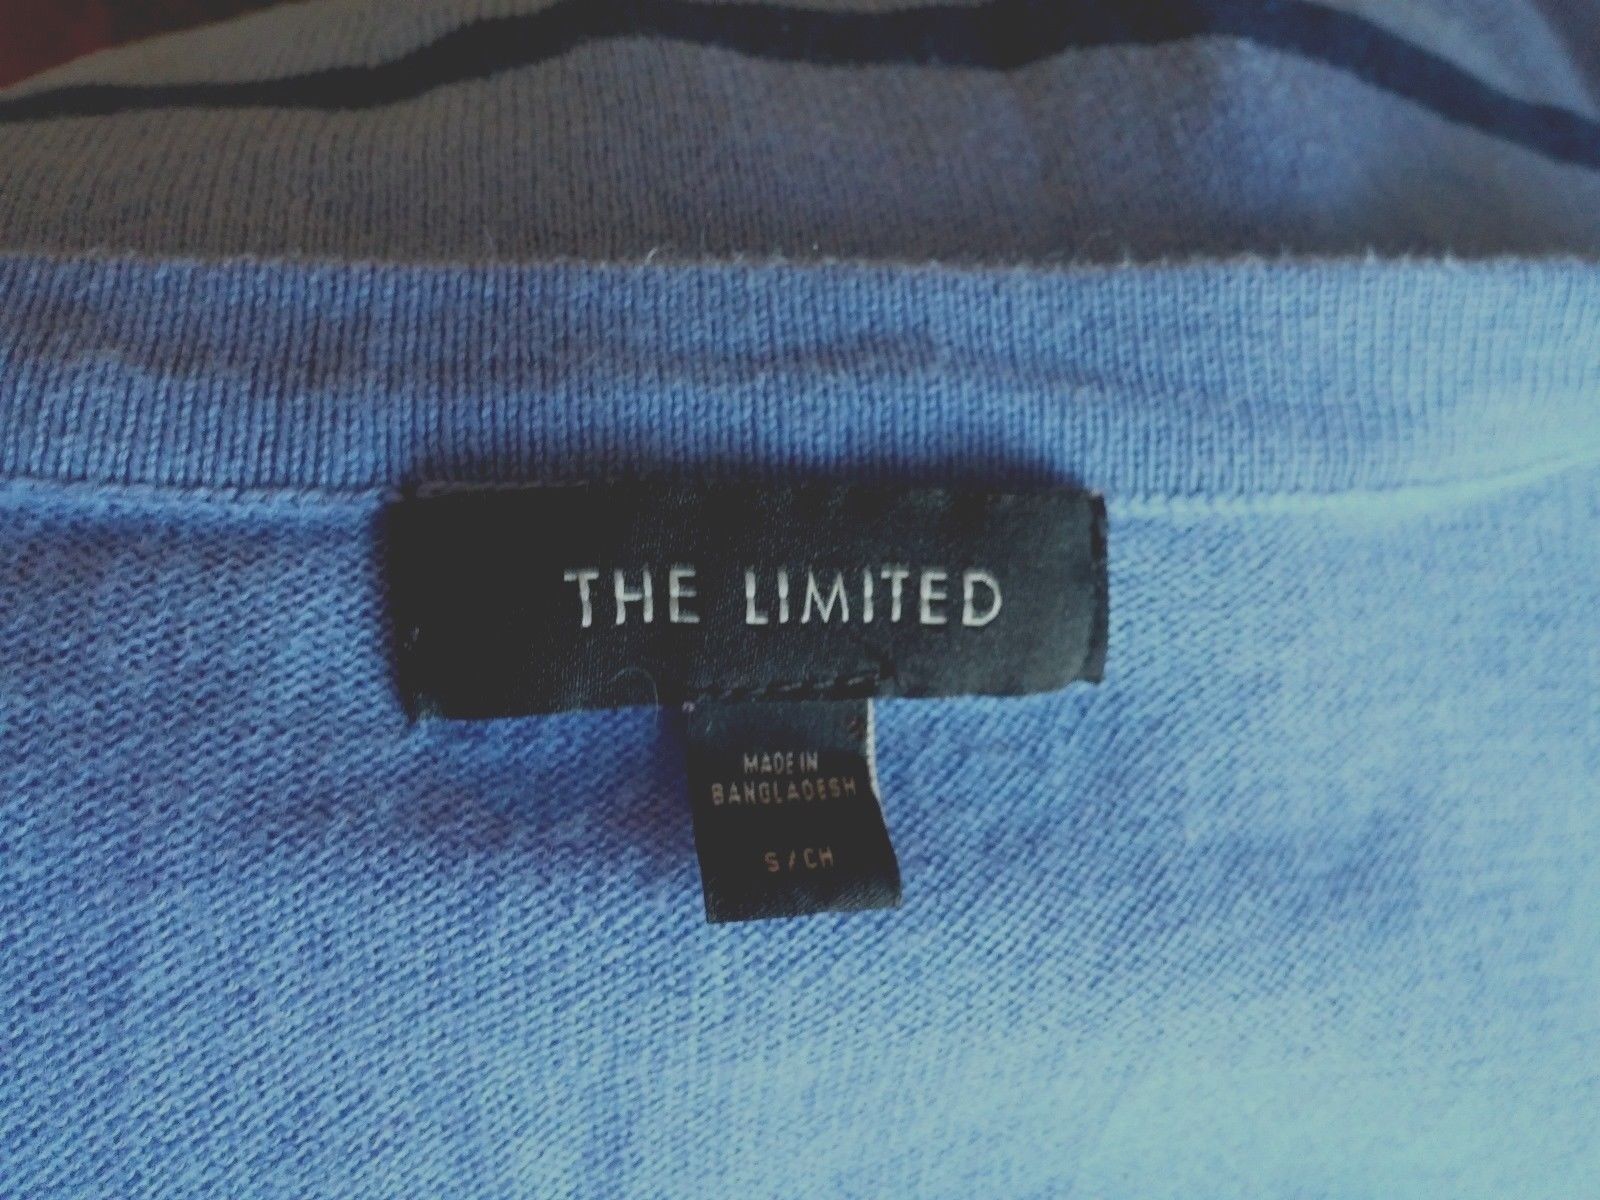 THE LIMITED
MADE IN
BANGLADESH
S / CH